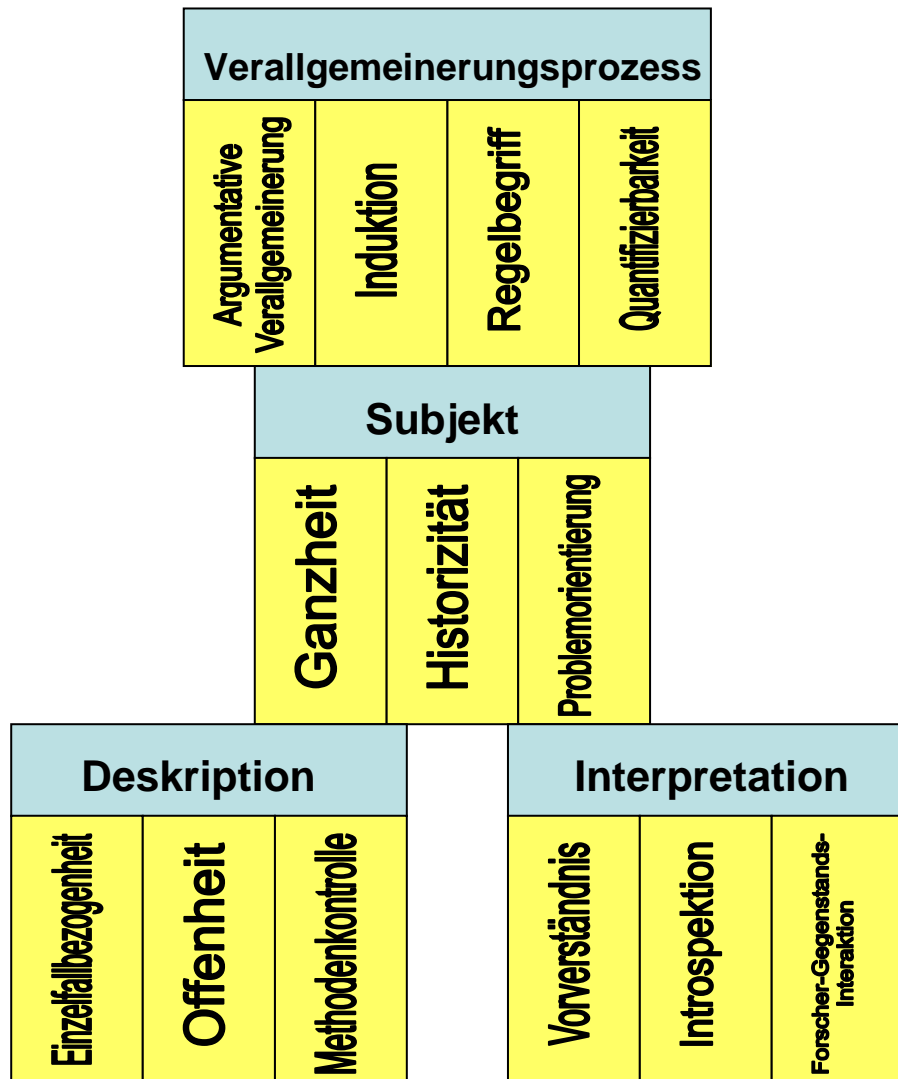 Verallgemeinerungsprozess
Argumentative
Verallgemeinerung
Induktion
Regelbegriff
Quantifizierbarkeit
Subjekt
Ganzheit
Historizität
Problemorientierung
Deskription
Einzelfallbezogenheit
Offenheit
Methodenkontrolle
Interpretation
Vorverständnis
Introspektion
Forscher-Gegenstands-
Interaktion